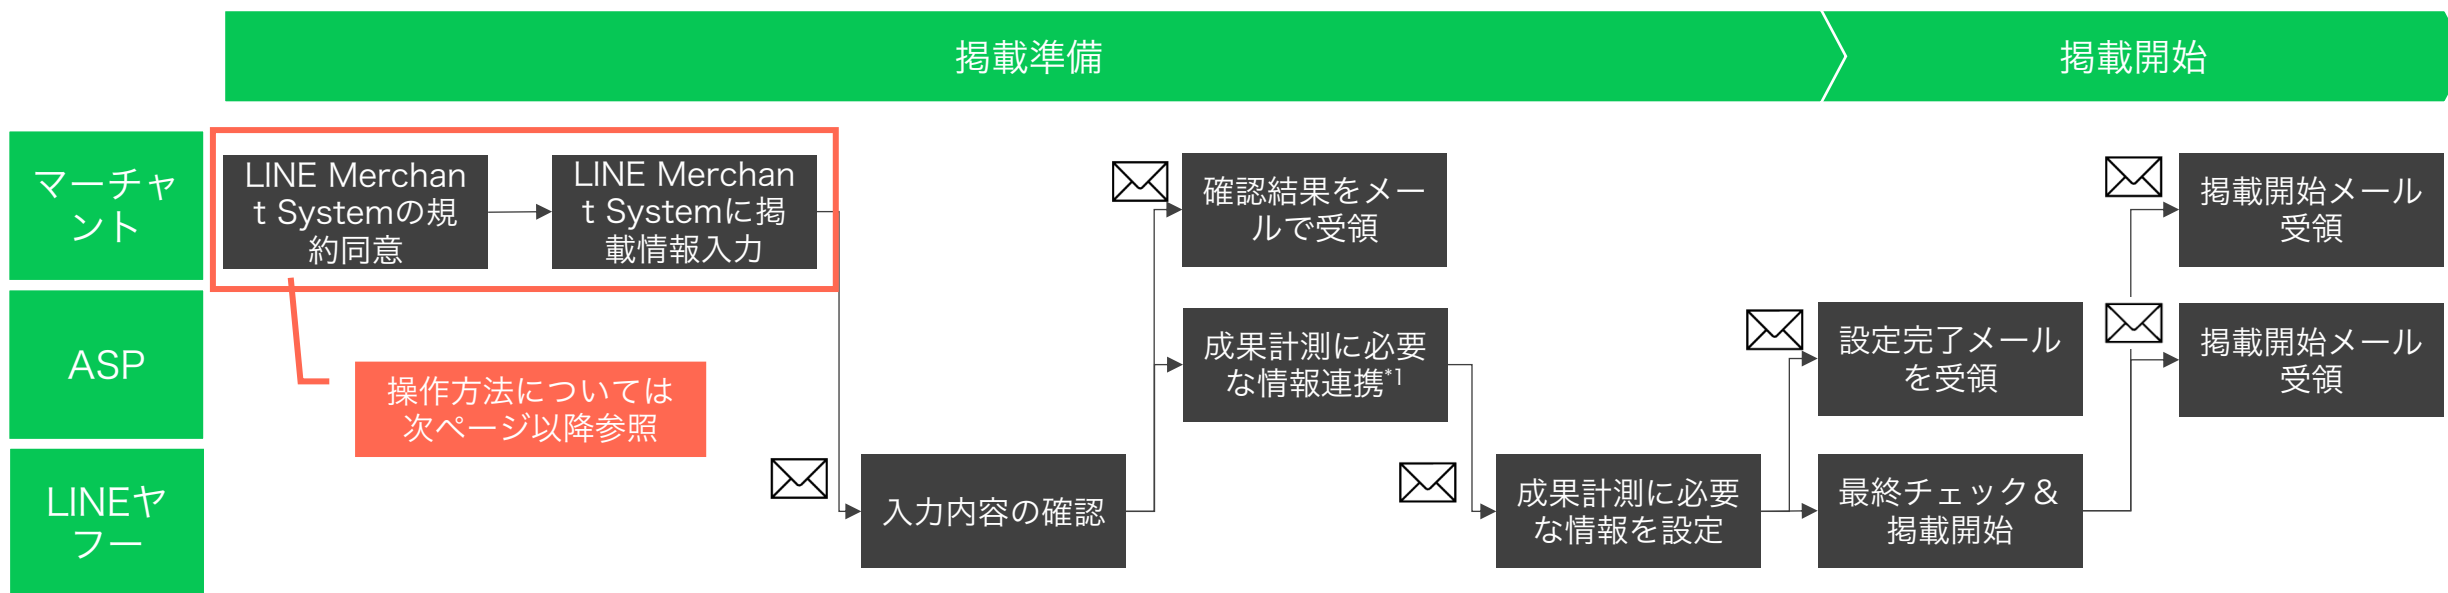 掲載準備
掲載開始
マーチャ
ント
LINE Merchan
t Systemの規
約同意
LINE Merchan
t Systemに掲
載情報入力
確認結果をメー
ルで受領
掲載開始メール
受領
ASP
操作方法については
次ページ以降参照
成果計測に必要
な情報連携*1
設定完了メール
を受領
掲載開始メール
受領
LINEヤ
フー
入力内容の確認
成果計測に必要
な情報を設定
最終チェック＆
掲載開始